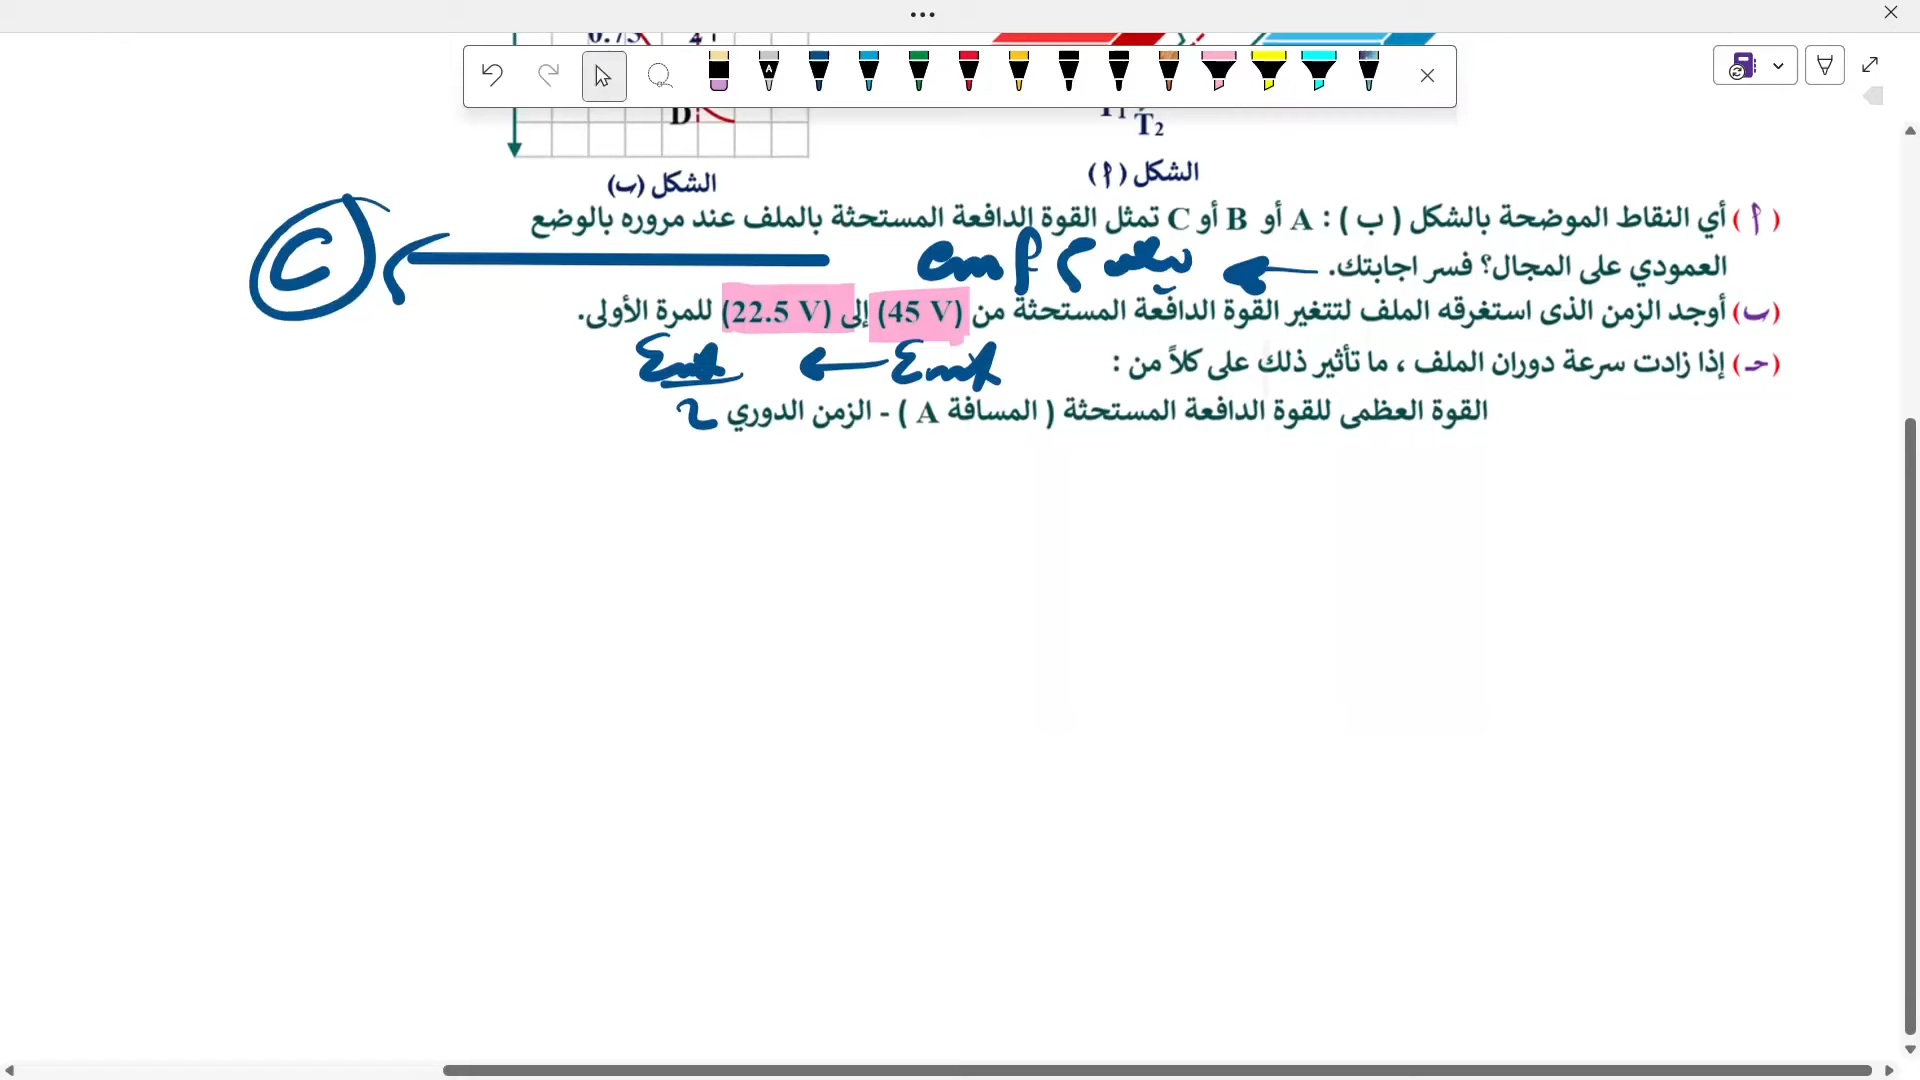 D
T₂
الشكل (ب)
الشكل (أ)
(أ) أي النقاط الموضحة بالشكل ( ب ) : A أو B أو C تمثل القوة الدافعة المستحثة بالملف عند مروره بالوضع
العمودي على المجال؟ فسر اجابتك.
emf
C
(ب) أوجد الزمن الذى استغرقه الملف لتتغير القوة الدافعة المستحثة من (45 V) إلى (22.5 V) للمرة الأولى.
(حـ) إذا زادت سرعة دوران الملف ، ما تأثير ذلك على كلاً من :
القوة العظمى للقوة الدافعة المستحثة ( المسافة A ) - الزمن الدوري
2